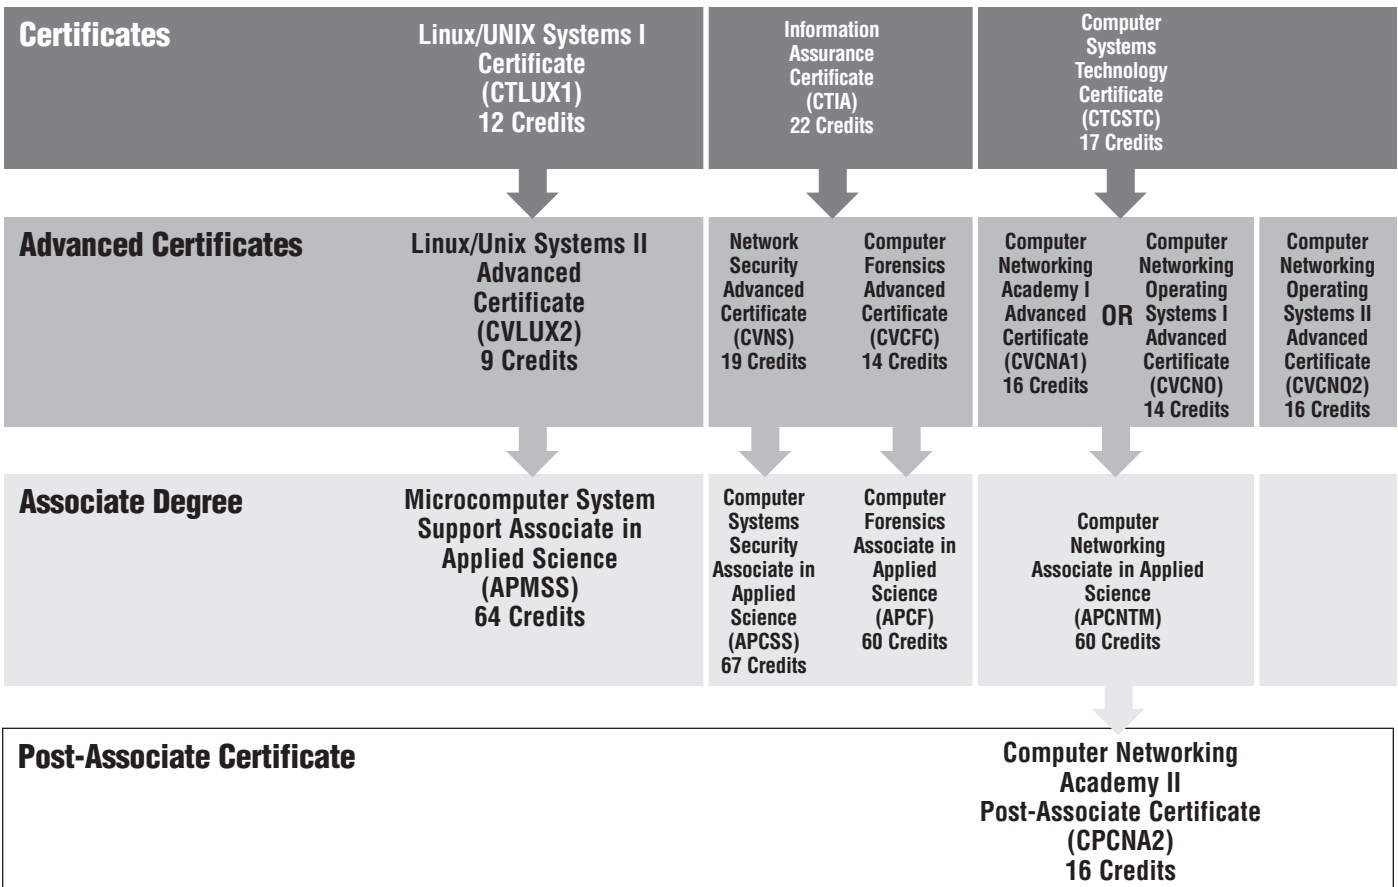 Certificates
Linux/UNIX Systems I
Certificate
(CTLUX1)
12 Credits
Information
Assurance
Certificate
(CTIA)
22 Credits
Computer
Systems
Technology
Certificate
(CTCSTC)
17 Credits
Advanced Certificates
Linux/Unix Systems II
Advanced
Certificate
(CVLUX2)
9 Credits
Network
Security
Advanced
Certificate
(CVNS)
19 Credits
Computer
Forensics
Advanced
Certificate
(CVCFC)
14 Credits
Computer
Networking
Academy I
Advanced
Certificate
(CVCNA1)
16 Credits
OR
Computer
Networking
Operating
Systems I
Advanced
Certificate
(CVCNO)
14 Credits
Computer
Networking
Operating
Systems II
Advanced
Certificate
(CVCNO2)
16 Credits
Associate Degree
Microcomputer System
Support Associate in
Applied Science
(APMSS)
64 Credits
Computer
Systems
Security
Associate in
Applied
Science
(APCSS)
67 Credits
Computer
Forensics
Associate in
Applied
Science
(APCF)
60 Credits
Computer
Networking
Associate in Applied
Science
(APCNTM)
60 Credits
Post-Associate Certificate
Computer Networking
Academy II
Post-Associate Certificate
(CPCNA2)
16 Credits